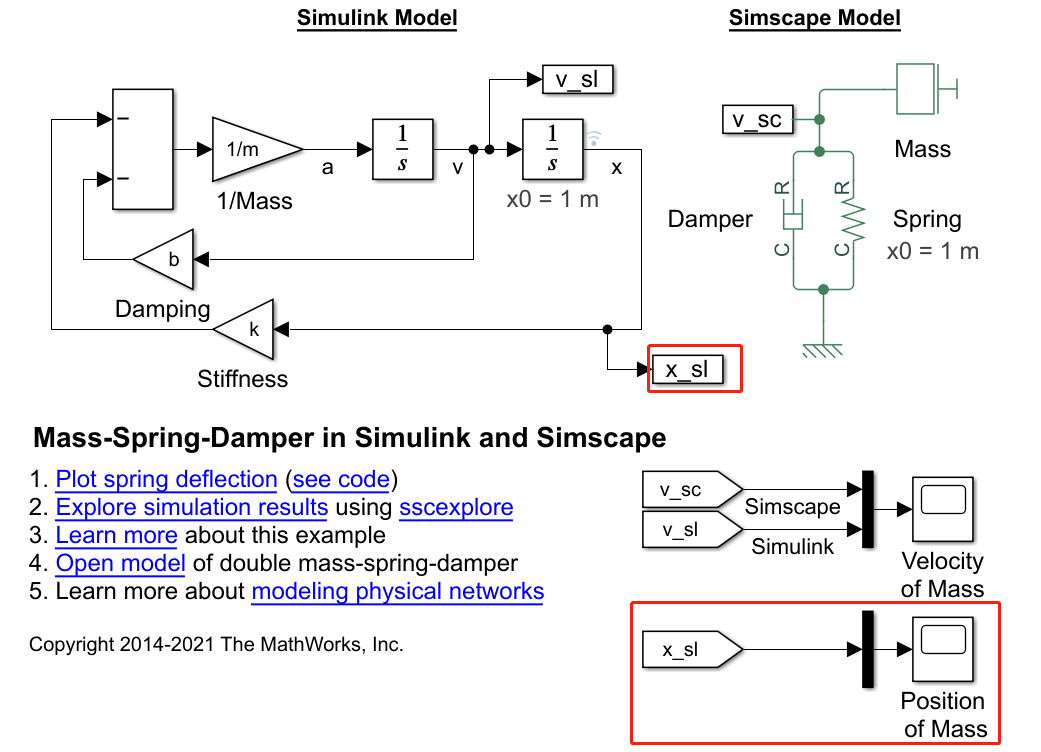 Simulink Model
Simscape Model
v_sl
v_sc
1/m
1/Mass
a
1
s
v
1
s
x0 = 1 m
x
Mass
R
R
Damper
Spring
x0 = 1 m
C
C
b
Damping
k
Stiffness
x_sl
Mass-Spring-Damper in Simulink and Simscape
1. Plot spring deflection (see code)
2. Explore simulation results using sscexplore
3. Learn more about this example
4. Open model of double mass-spring-damper
5. Learn more about modeling physical networks
Copyright 2014-2021 The MathWorks, Inc.
v_sc
Simscape
v_sl
Simulink
Velocity
of Mass
x_sl
Position
of Mass